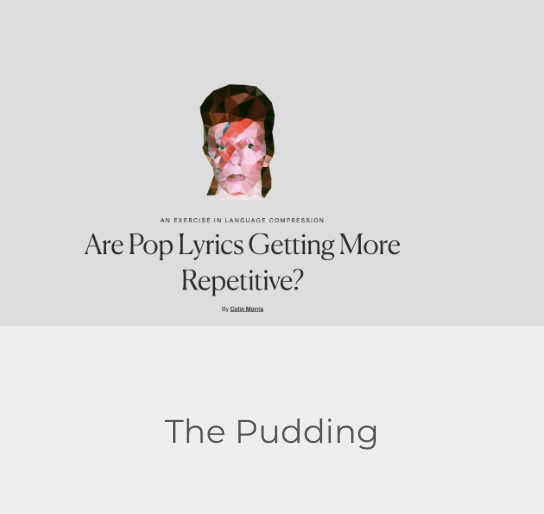 AN EXERCISE IN LANGUAGE COMPRESSION
Are Pop Lyrics Getting More
Repetitive?
By Colin Morris
The Pudding